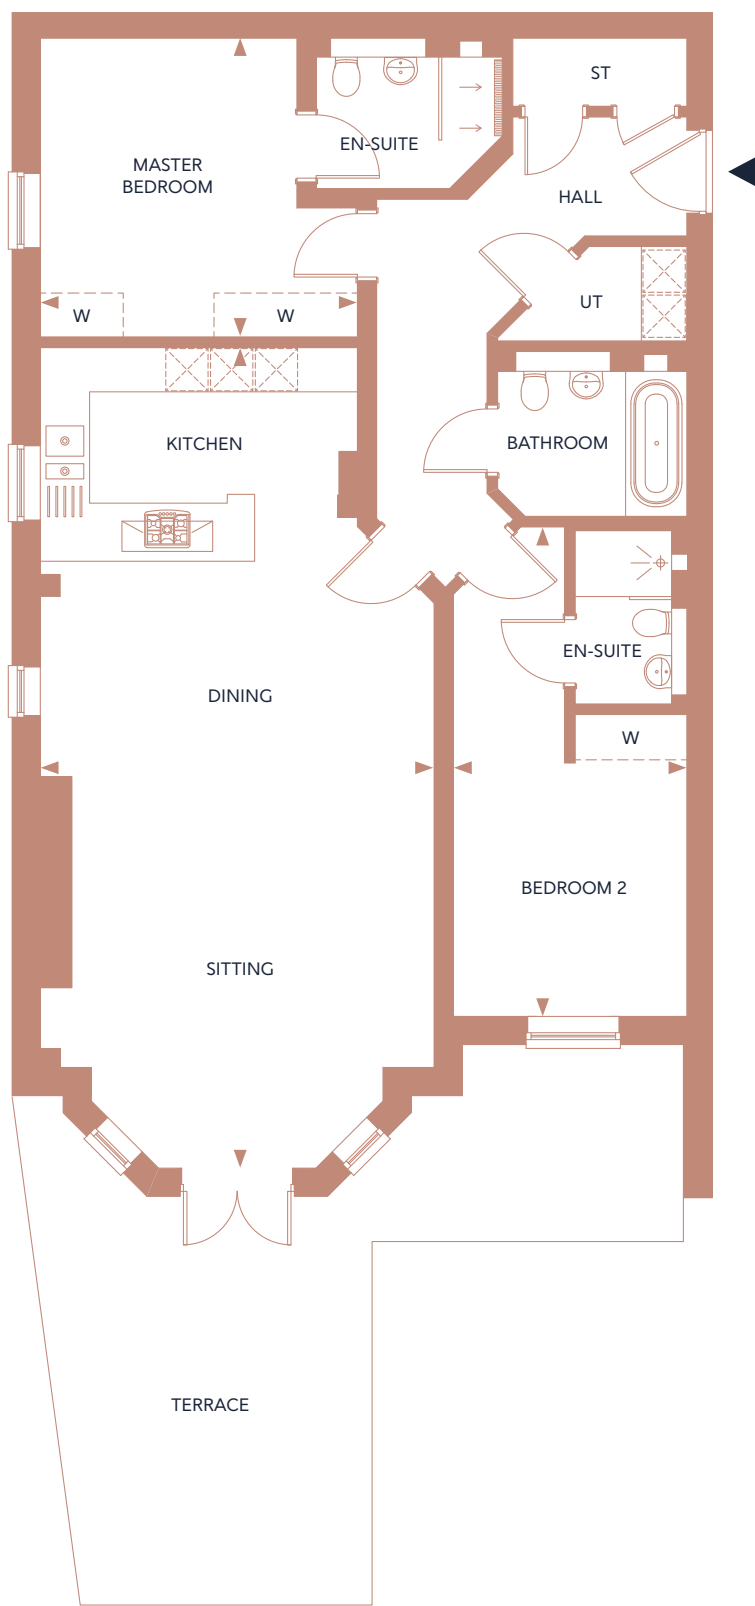 ST
EN-SUITE
MASTER
BEDROOM
HALL
UT
W
W
KITCHEN
BATHROOM
EN-SUITE
DINING
W
BEDROOM 2
SITTING
TERRACE